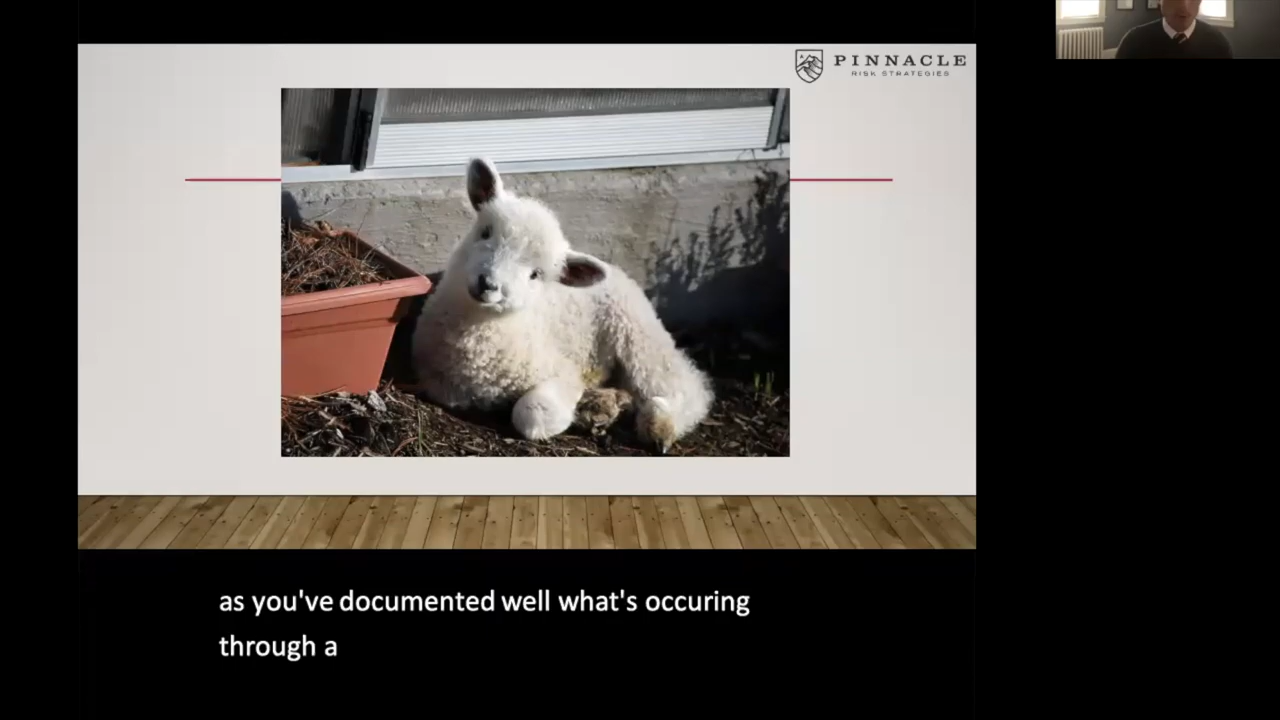 PINNACLE
RISK STRATEGIES
as you've documented well what's occuring
through a